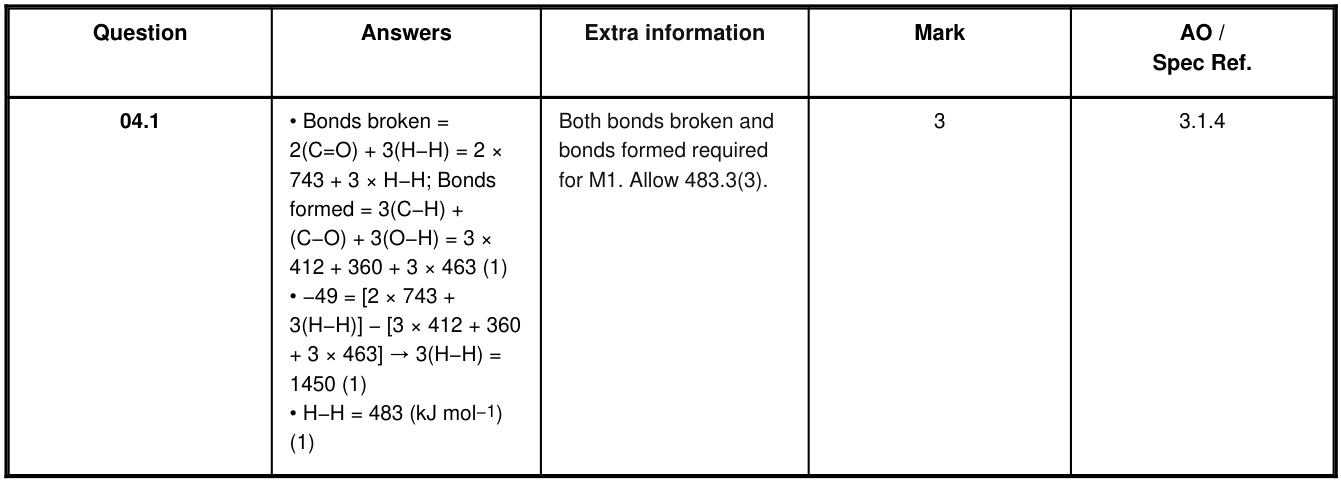 Question
Answers
Extra information
Mark
AO /
Spec Ref.
04.1
• Bonds broken =
2(C=O) + 3(H−H) = 2 ×
743 + 3 × H−H; Bonds
formed = 3(C−H) +
(C−O) + 3(O−H) = 3 ×
412 + 360 + 3 × 463 (1)
• −49 = [2 × 743 +
3(H−H)] − [3 × 412 + 360
+ 3 × 463] → 3(H−H) =
1450 (1)
• H−H = 483 (kJ mol⁻¹)
(1)
Both bonds broken and
bonds formed required
for M1. Allow 483.3(3).
3
3.1.4